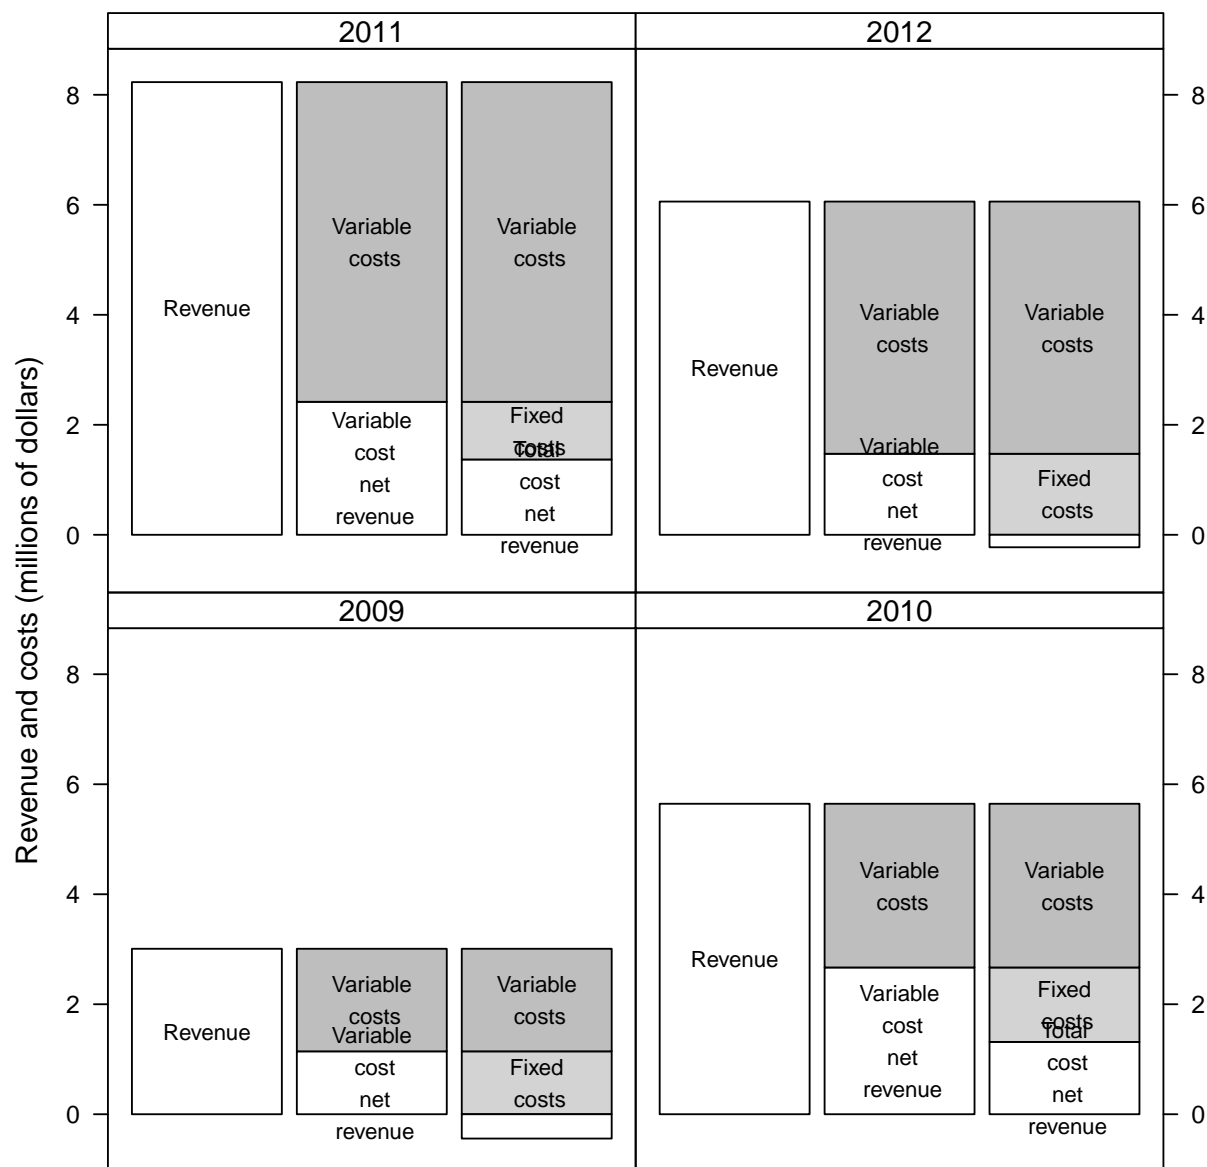 2011
2012
Revenue and costs (millions of dollars)
8
6
4
2
0
Revenue
Variable
costs
Variable
cost
net
revenue
Variable
costs
Fixed
costs
Total
cost
net
revenue
Revenue
Variable
costs
Variable
cost
net
revenue
Variable
costs
Fixed
costs
8
6
4
2
0
2009
2010
8
6
4
2
0
Revenue
Variable
costs
Variable
cost
net
revenue
Variable
costs
Fixed
costs
Revenue
Variable
costs
Variable
cost
net
revenue
Variable
costs
Fixed
costs
Total
cost
net
revenue
8
6
4
2
0